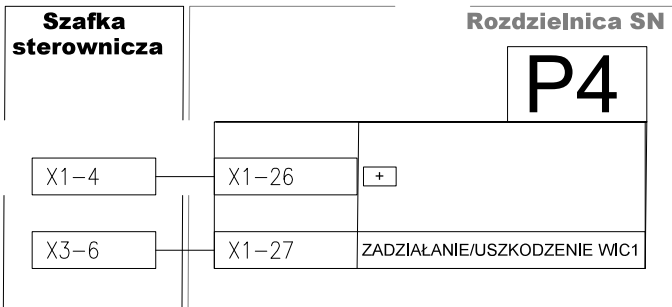 Szafka
sterownicza
Rozdzielnica SN
P4
X1-4
X1-26
+
X3-6
X1-27
ZADZIAŁANIE/USZKODZENIE WIC1